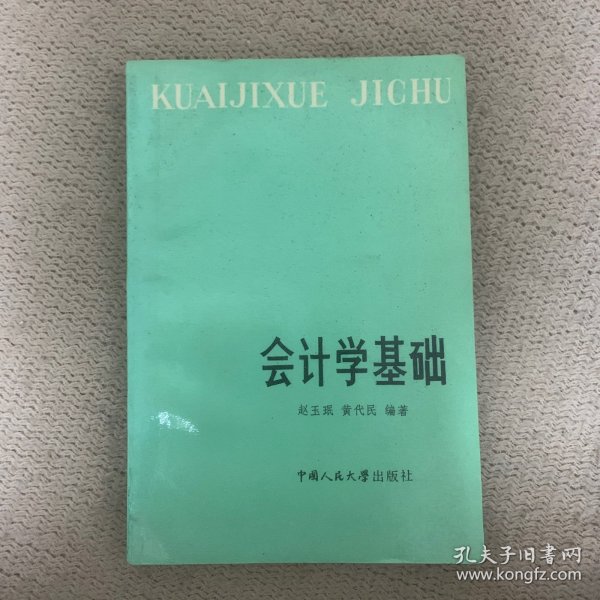 KUAIJIXUE JICHU
会计学基础
赵玉珉 黄代民 编著
中国人民大学出版社
孔夫子旧书网
www.kongfz.com